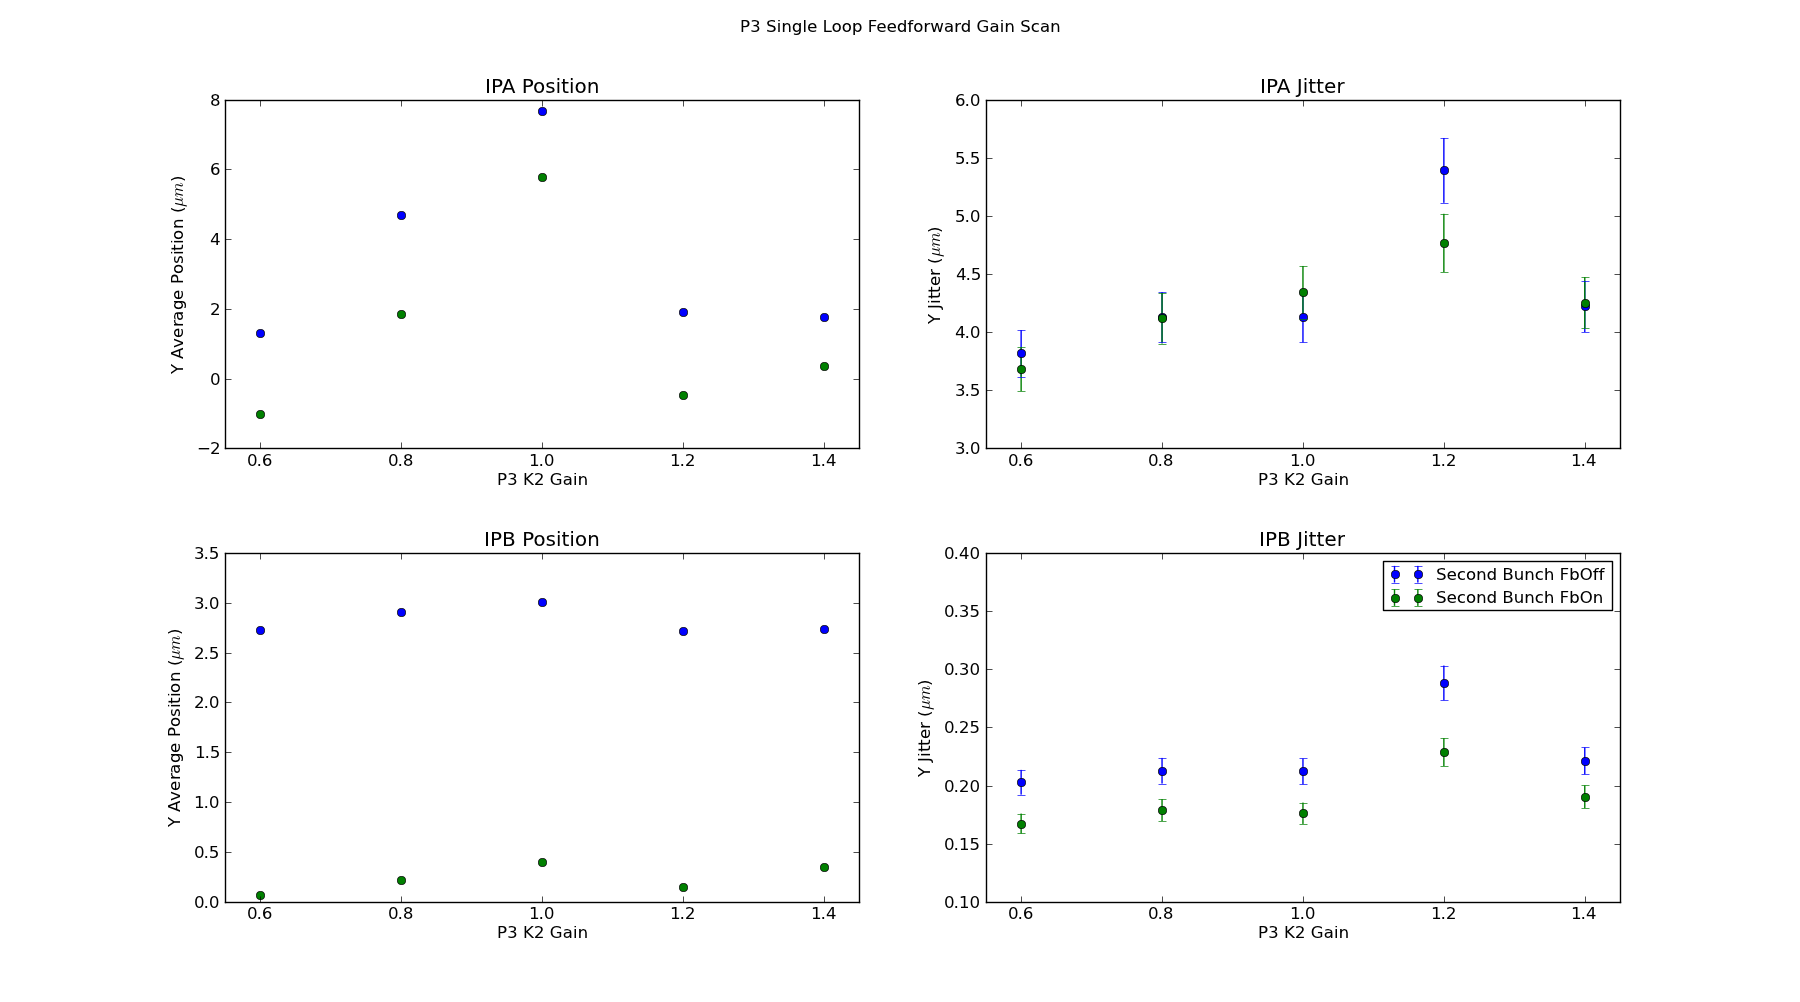 P3 Single Loop Feedforward Gain Scan
IPA Position
Y Average Position (μm)
8
6
4
2
0
−2
0.6 0.8 1.0 1.2 1.4
P3 K2 Gain
IPA Jitter
Y Jitter (μm)
6.0
5.5
5.0
4.5
4.0
3.5
3.0
0.6 0.8 1.0 1.2 1.4
P3 K2 Gain
IPB Position
Y Average Position (μm)
3.5
3.0
2.5
2.0
1.5
1.0
0.5
0.0
0.6 0.8 1.0 1.2 1.4
P3 K2 Gain
IPB Jitter
Y Jitter (μm)
0.40
0.35
0.30
0.25
0.20
0.15
0.10
Second Bunch FbOff
Second Bunch FbOn
0.6 0.8 1.0 1.2 1.4
P3 K2 Gain